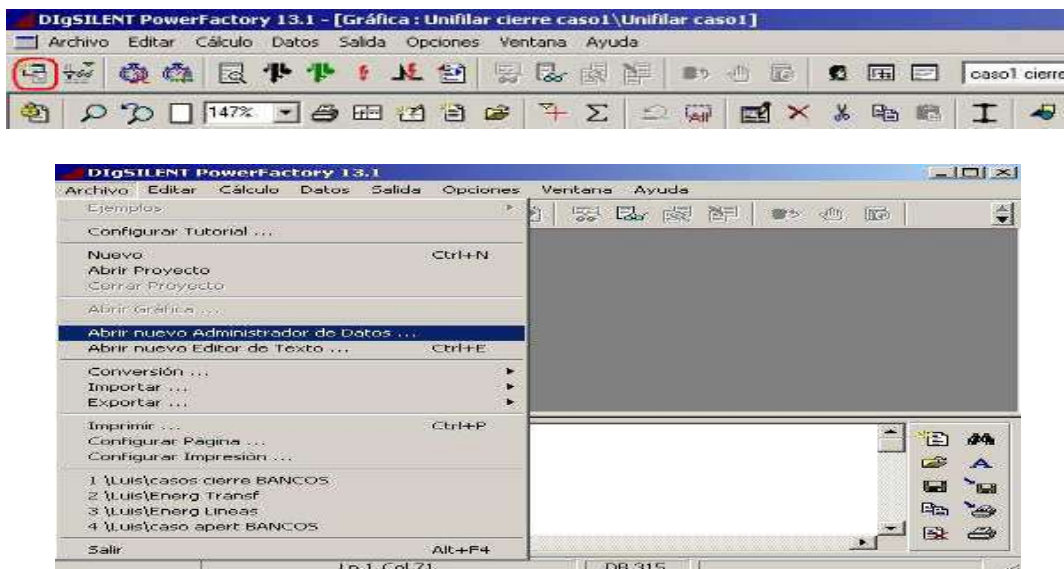 DIgSILENT PowerFactory 13.1 - [Gráfica : Unifilar cierre caso1\Unifilar caso1]
Archivo Editar Cálculo Datos Salida Opciones Ventana Ayuda
caso1 cierre
147%
DIgSILENT PowerFactory 13.1
Archivo Editar Cálculo Datos Salida Opciones Ventana Ayuda
Ejemplos
Configurar Tutorial ...
Nuevo Ctrl+N
Abrir Proyecto
Cerrar Proyecto
Abrir Gráfica ...
Abrir nuevo Administrador de Datos ...
Abrir nuevo Editor de Texto ... Ctrl+E
Conversión ...
Importar ...
Exportar ...
Imprimir ... Ctrl+P
Configurar Página ...
Configurar Impresión ...
1 \Luis\casos cierre BANCOS
2 \Luis\Energ Transf
3 \Luis\Energ Lineas
4 \Luis\caso apert BANCOS
Salir Alt+F4
Ln 1, Col 71 DB 315